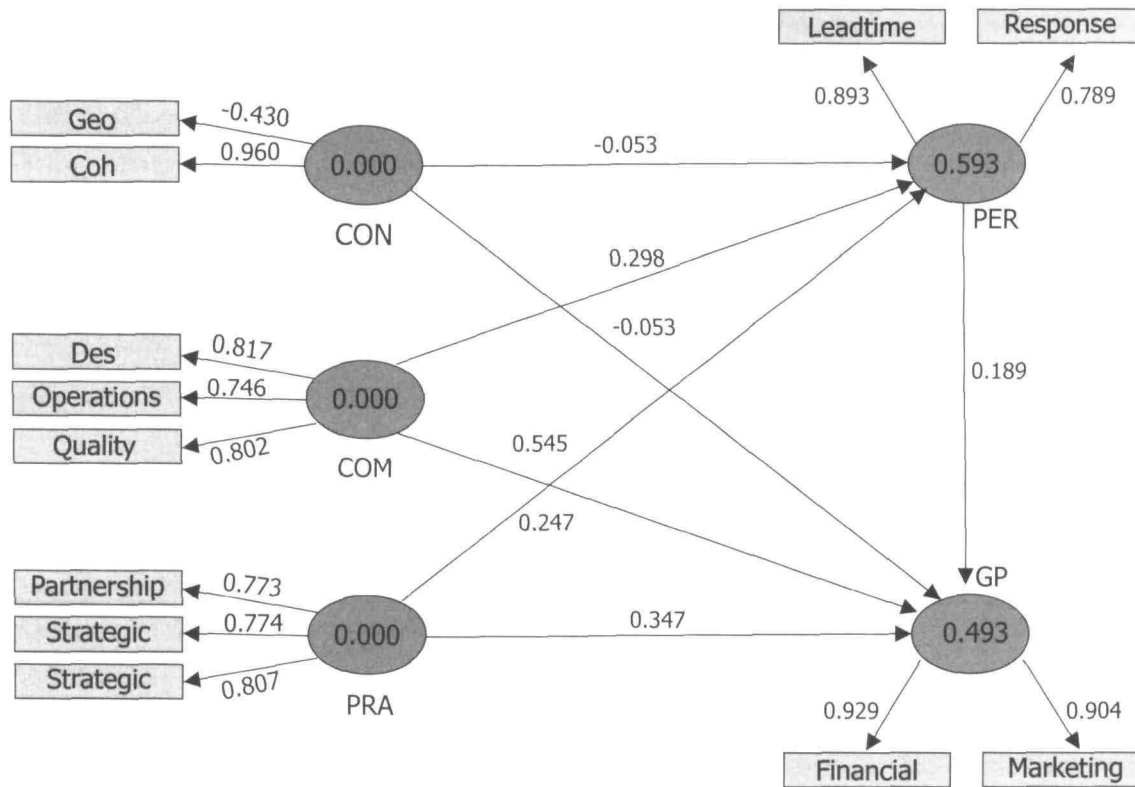 Leadtime
Response
0.893
0.789
Geo
-0.430
Coh
0.960
0.000
CON
-0.053
0.593
PER
0.298
-0.053
Des
0.817
Operations
0.746
Quality
0.802
0.000
COM
0.189
0.545
0.247
Partnership
0.773
Strategic
0.774
Strategic
0.807
0.000
PRA
0.347
GP
0.493
0.929
0.904
Financial
Marketing